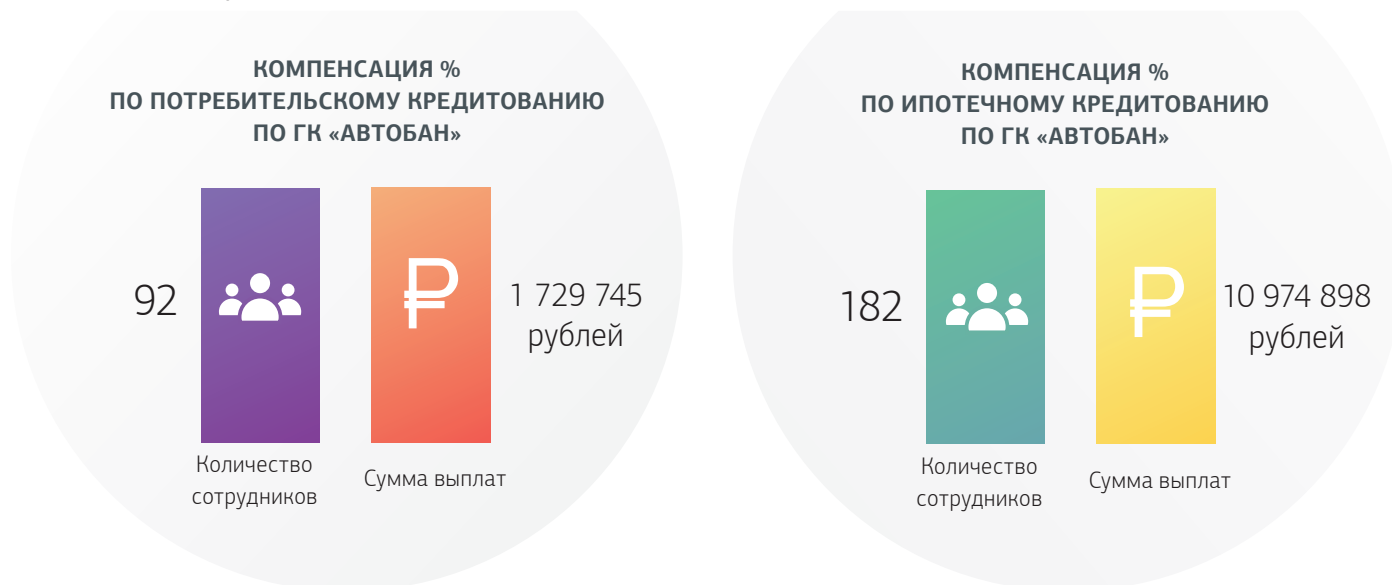 КОМПЕНСАЦИЯ %
ПО ПОТРЕБИТЕЛЬСКОМУ КРЕДИТОВАНИЮ
ПО ГК «АВТОБАН»
92
₽
1 729 745
рублей
Количество
сотрудников
Сумма выплат
КОМПЕНСАЦИЯ %
ПО ИПОТЕЧНОМУ КРЕДИТОВАНИЮ
ПО ГК «АВТОБАН»
182
₽
10 974 898
рублей
Количество
сотрудников
Сумма выплат